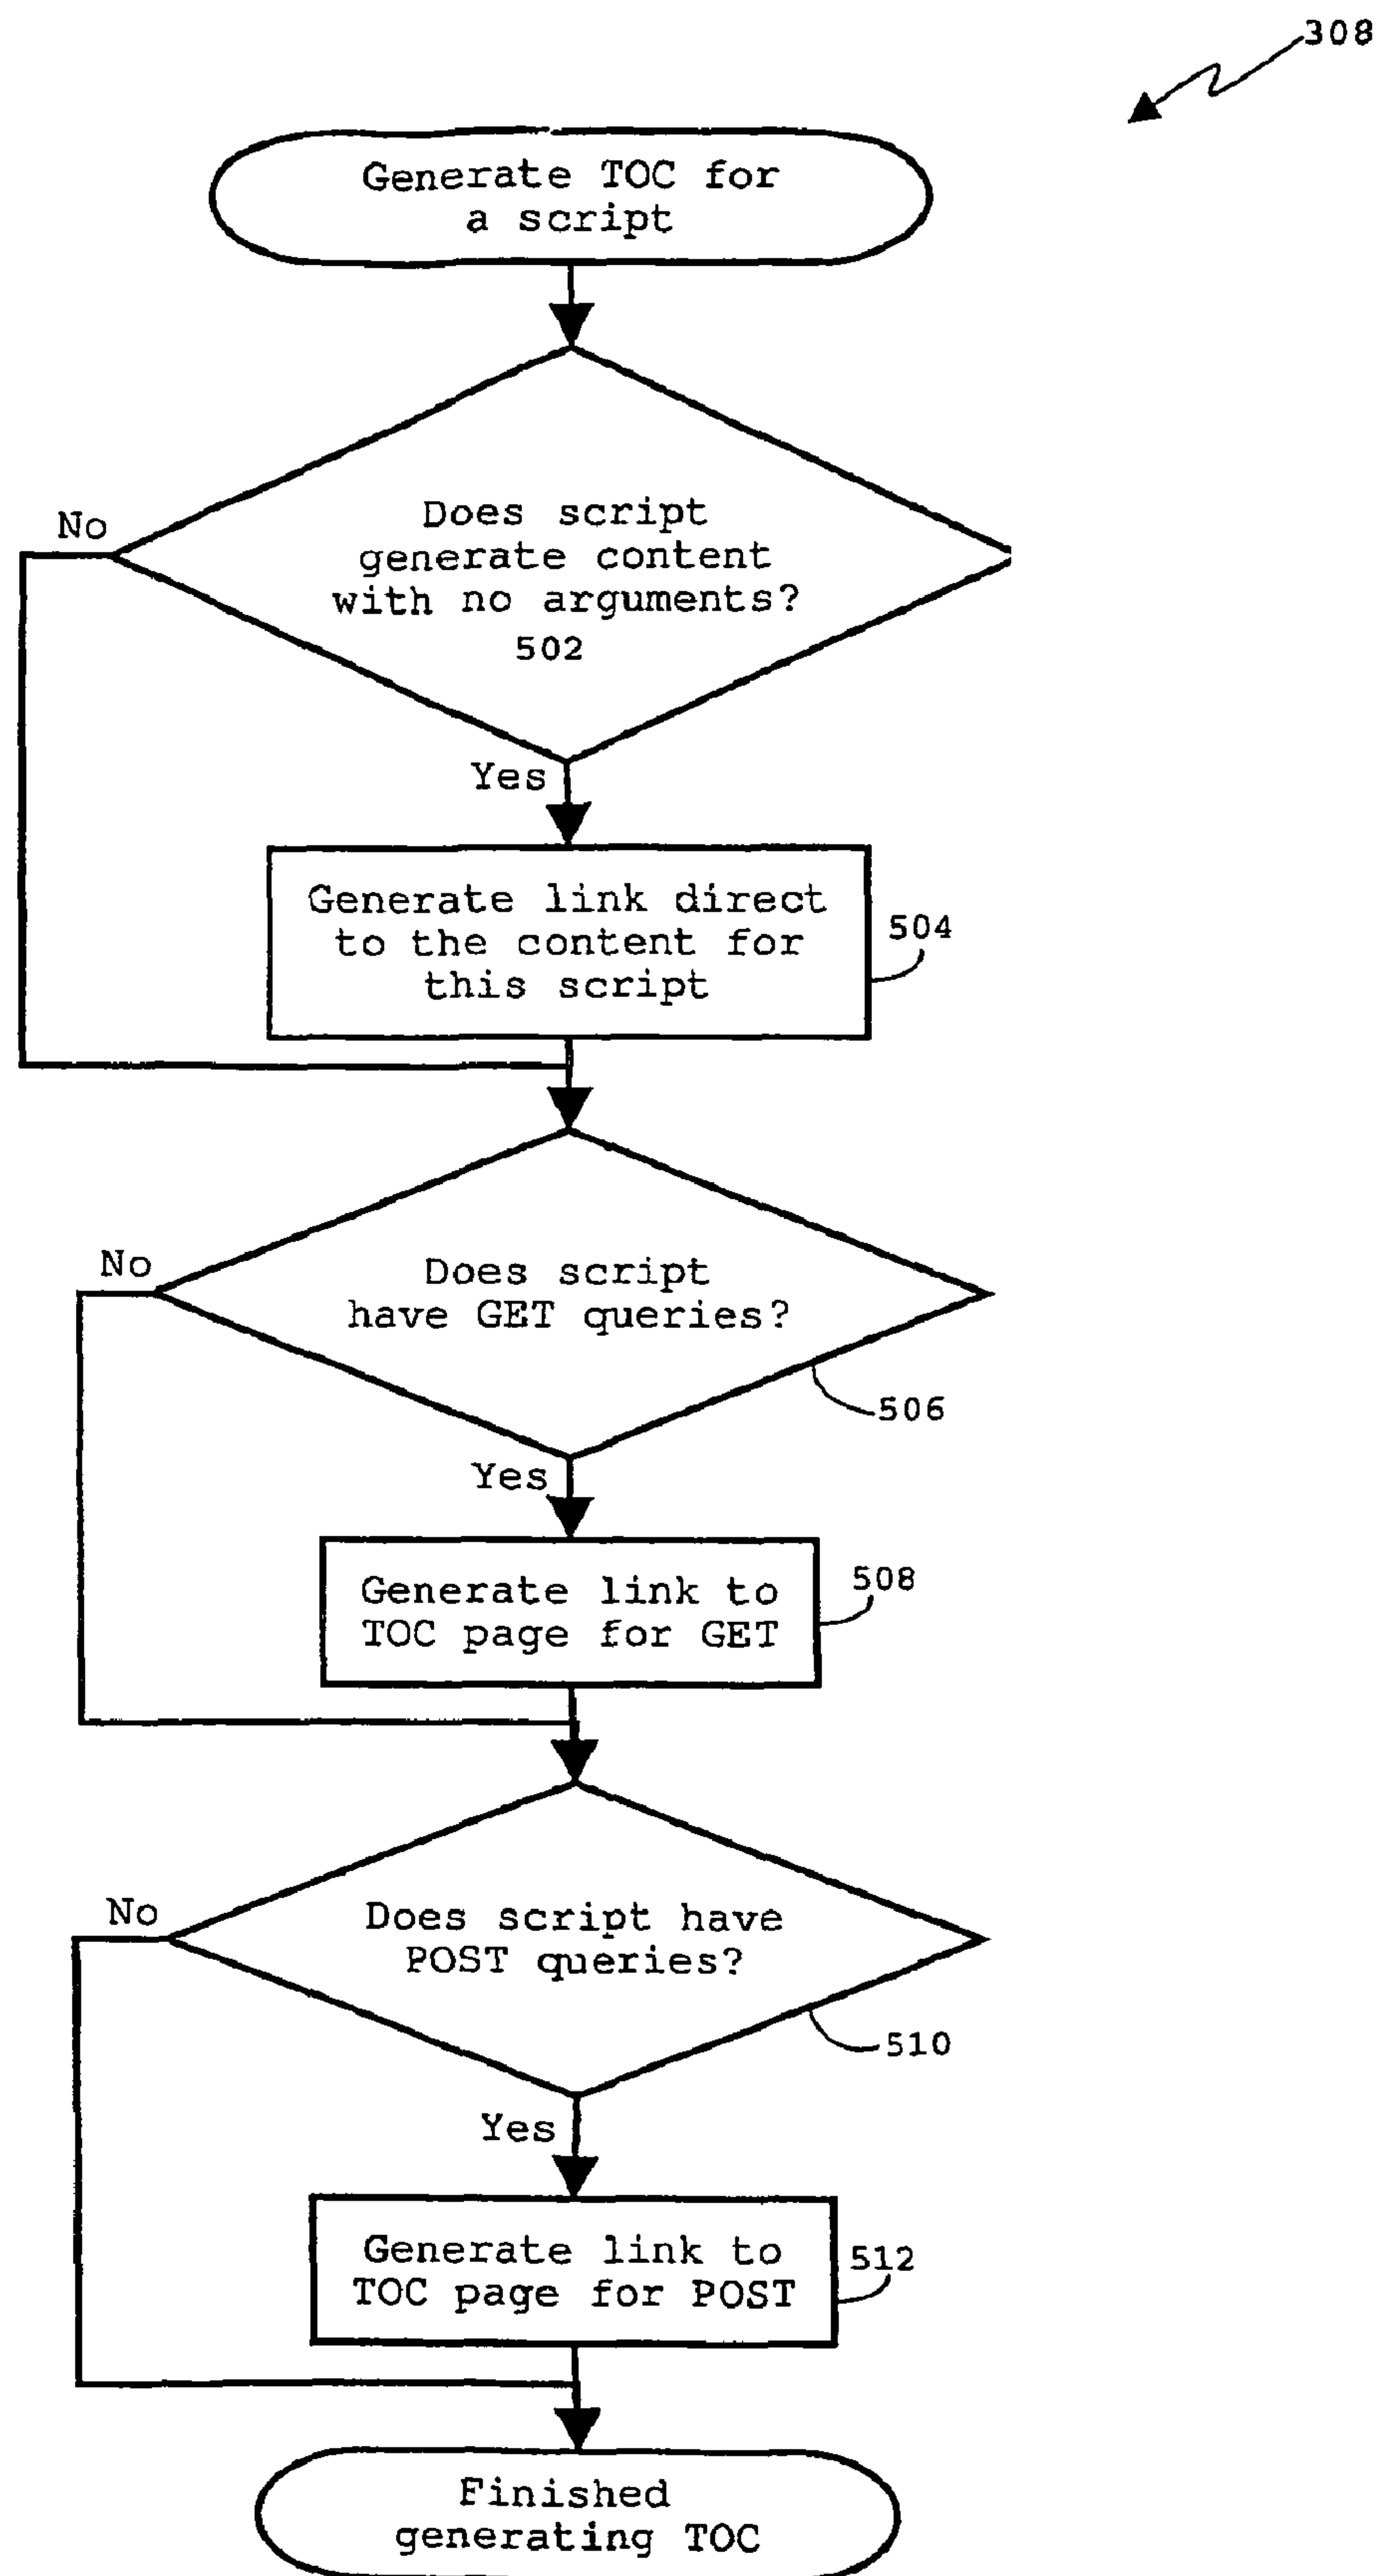 308
Generate TOC for
a script
No
Does script
generate content
with no arguments?
502
Yes
Generate link direct
to the content for
this script
504
No
Does script
have GET queries?
506
Yes
Generate link to
TOC page for GET
508
No
Does script have
POST queries?
510
Yes
Generate link to
TOC page for POST
512
Finished
generating TOC